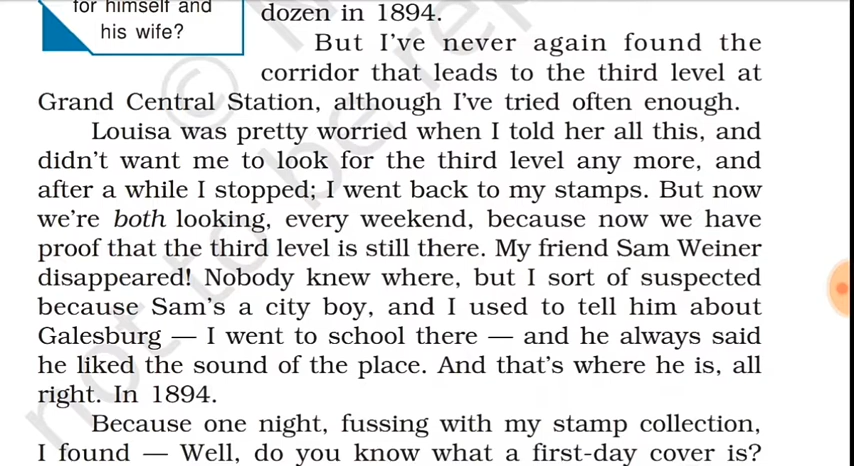 for himself and
his wife?
dozen in 1894.
But I've never again found the
corridor that leads to the third level at
Grand Central Station, although I've tried often enough.
Louisa was pretty worried when I told her all this, and
didn't want me to look for the third level any more, and
after a while I stopped; I went back to my stamps. But now
we're both looking, every weekend, because now we have
proof that the third level is still there. My friend Sam Weiner
disappeared! Nobody knew where, but I sort of suspected
because Sam's a city boy, and I used to tell him about
Galesburg — I went to school there — and he always said
he liked the sound of the place. And that's where he is, all
right. In 1894.
Because one night, fussing with my stamp collection,
I found — Well, do you know what a first-day cover is?
© N
not to be rep